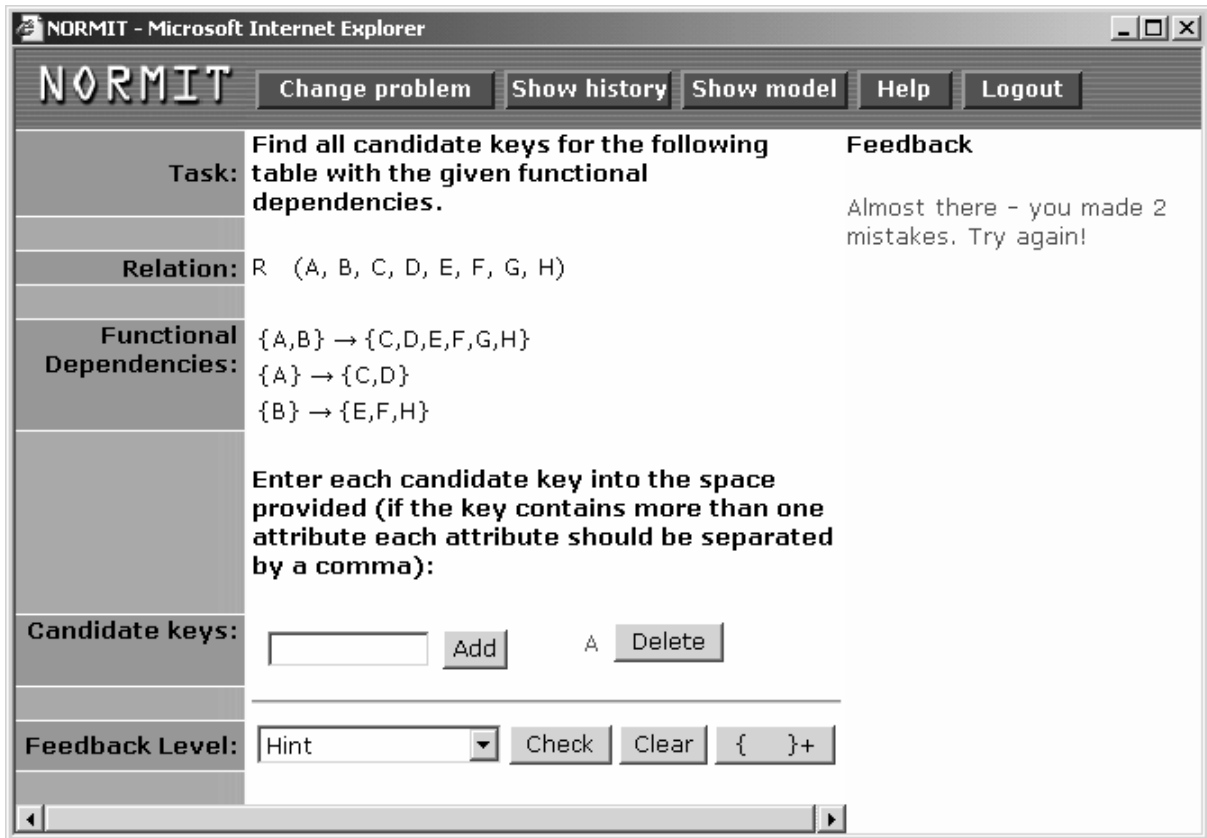 NORMIT - Microsoft Internet Explorer
NORMIT
Change problem
Show history
Show model
Help
Logout
Task:
Find all candidate keys for the following
table with the given functional
dependencies.
Feedback
Almost there - you made 2
mistakes. Try again!
Relation:
R (A, B, C, D, E, F, G, H)
Functional
Dependencies:
{A,B} → {C,D,E,F,G,H}
{A} → {C,D}
{B} → {E,F,H}
Enter each candidate key into the space
provided (if the key contains more than one
attribute each attribute should be separated
by a comma):
Candidate keys:
Add
A
Delete
Feedback Level:
Hint
Check
Clear
{ }+